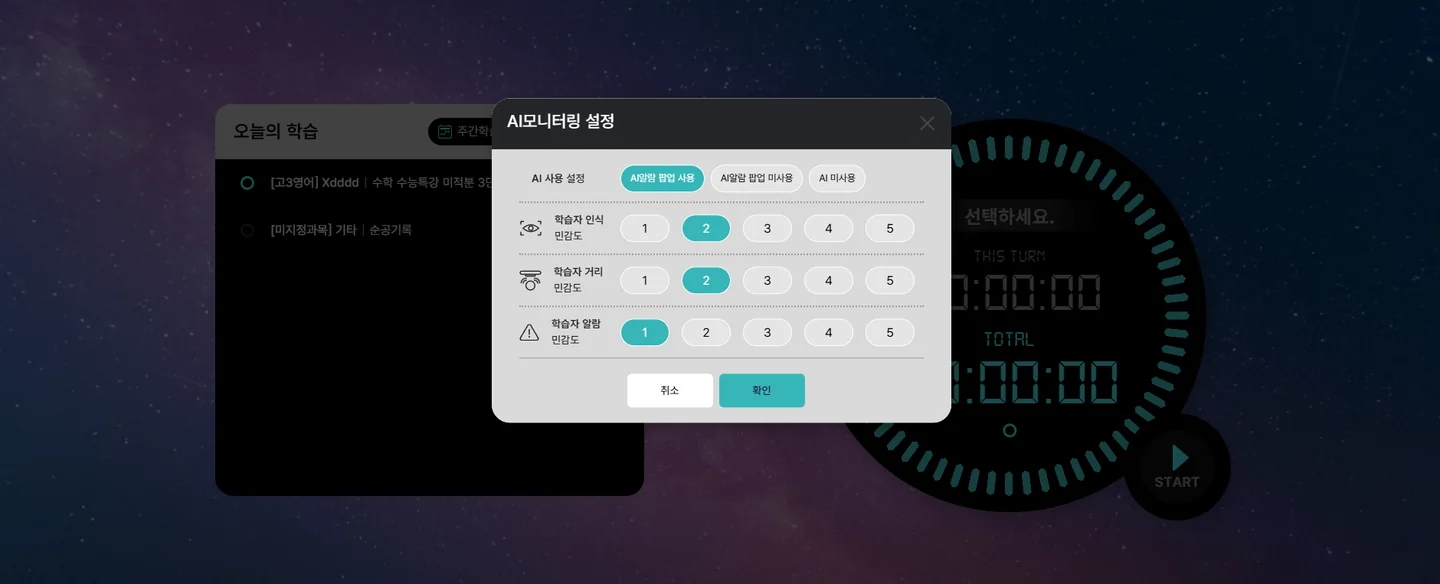 오늘의 학습
주간학
[고3영어] Xdddd | 수학 수능특강 미적분 3단
[미지정과목] 기타 | 순공기록
AI모니터링 설정
AI 사용 설정
AI알람 팝업 사용
AI알람 팝업 미사용
AI 미사용
학습자 인식
민감도
1 2 3 4 5
학습자 거리
민감도
1 2 3 4 5
학습자 알람
민감도
1 2 3 4 5
취소
확인
선택하세요.
THIS TURN
:00:00
TOTAL
:00:00
START